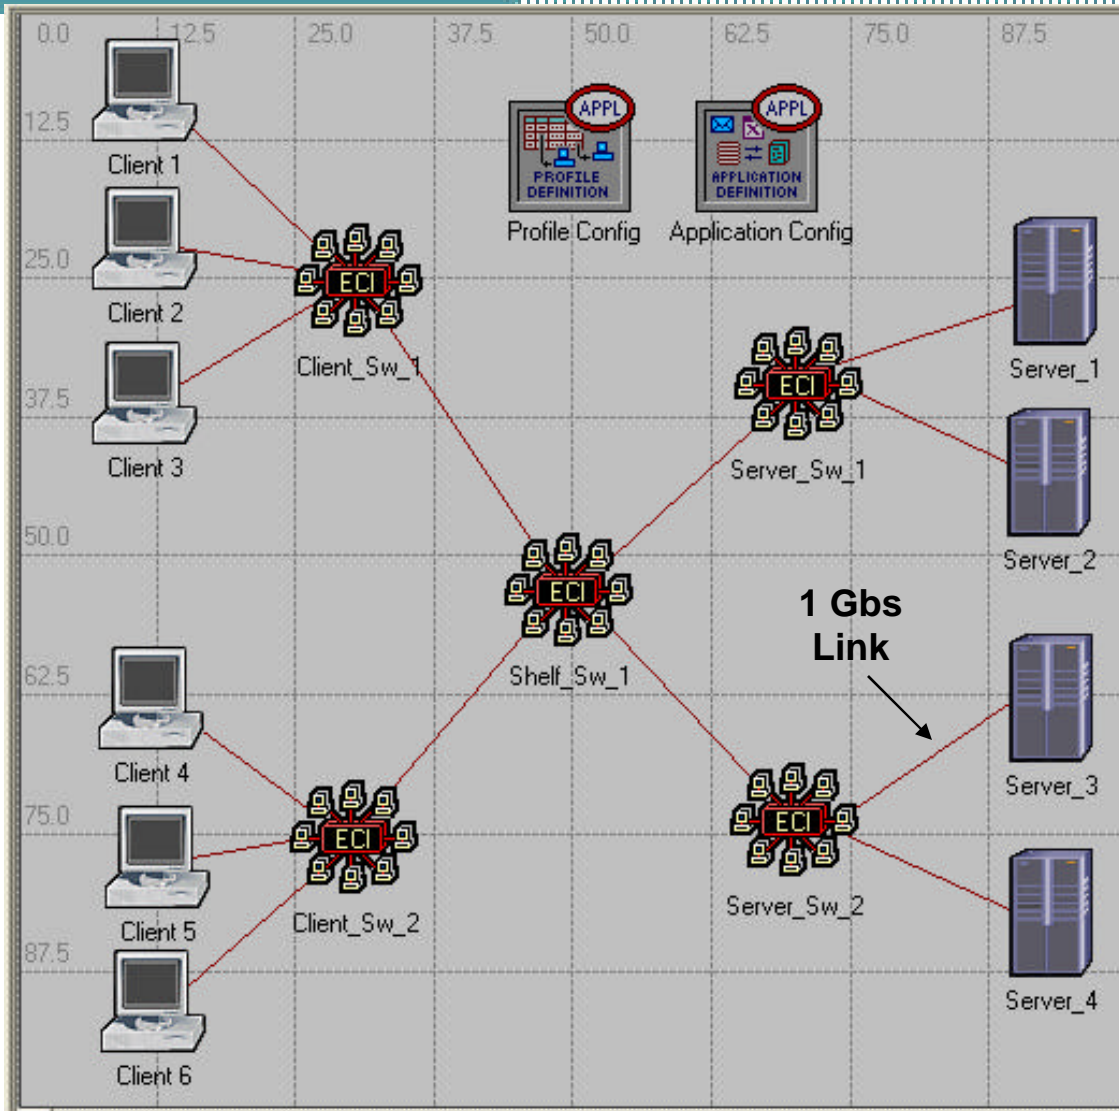 0.0 12.5 25.0 37.5 50.0 62.5 75.0 87.5
12.5
25.0
37.5
50.0
62.5
75.0
87.5
Client 1
Client 2
Client 3
Client 4
Client 5
Client 6
ECI
Client_Sw_1
ECI
Client_Sw_2
ECI
Shelf_Sw_1
APPL
PROFILE
DEFINITION
Profile Config
APPL
APPLICATION
DEFINITION
Application Config
ECI
Server_Sw_1
ECI
Server_Sw_2
1 Gbs
Link
Server_1
Server_2
Server_3
Server_4